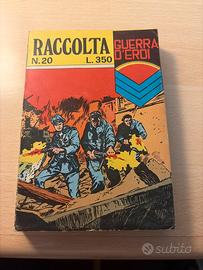 RACCOLTA
N.20
L.350
GUERRA
D'EROI
subito